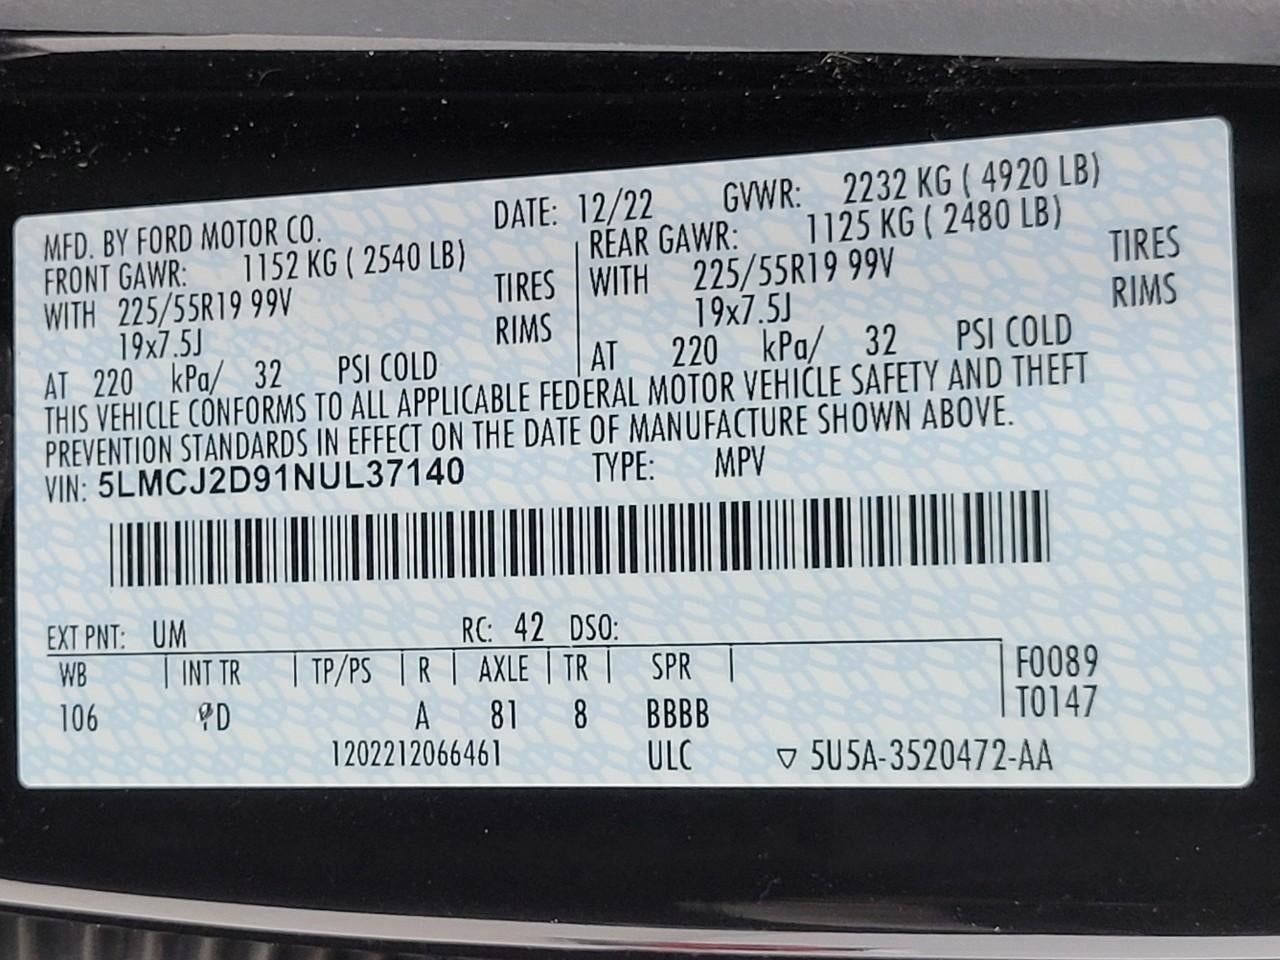 MFD. BY FORD MOTOR CO. DATE: 12/22 GVWR: 2232 KG ( 4920 LB)
FRONT GAWR: 1152 KG ( 2540 LB) REAR GAWR: 1125 KG ( 2480 LB)
WITH 225/55R19 99V TIRES WITH 225/55R19 99V TIRES
19x7.5J RIMS 19x7.5J RIMS
AT 220 kPa/ 32 PSI COLD AT 220 kPa/ 32 PSI COLD
THIS VEHICLE CONFORMS TO ALL APPLICABLE FEDERAL MOTOR VEHICLE SAFETY AND THEFT
PREVENTION STANDARDS IN EFFECT ON THE DATE OF MANUFACTURE SHOWN ABOVE.
VIN: 5LMCJ2D91NUL37140 TYPE: MPV
EXT PNT: UM RC: 42 DSO:
WB INT TR TP/PS R AXLE TR SPR F0089
106 D A 81 8 BBBB T0147
1202212066461 ULC ▽ 5U5A-3520472-AA